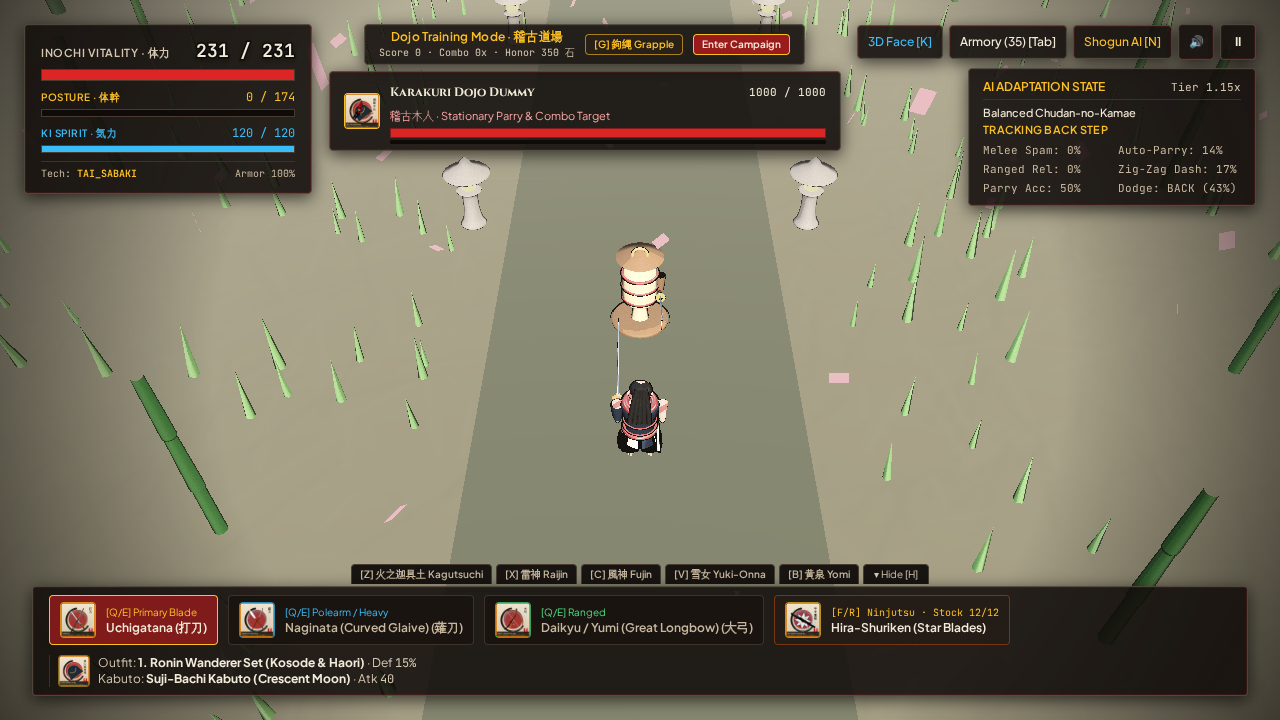 INOCHI VITALITY · 体力 231 / 231
POSTURE · 体幹 0 / 174
KI SPIRIT · 気力 120 / 120
Tech: TAI_SABAKI Armor 100%
Dojo Training Mode · 稽古道場
Score 0 · Combo 0x · Honor 350 石
[G] 鉤縄 Grapple
Enter Campaign
KARAKURI DOJO DUMMY 1000 / 1000
稽古木人 · Stationary Parry & Combo Target
3D Face [K]
Armory (35) [Tab]
Shogun AI [N]
AI ADAPTATION STATE Tier 1.15x
Balanced Chudan-no-Kamae
TRACKING BACK STEP
Melee Spam: 0% Auto-Parry: 14%
Ranged Rel: 0% Zig-Zag Dash: 17%
Parry Acc: 50% Dodge: BACK (43%)
[Z] 火之迦具土 Kagutsuchi
[X] 雷神 Raijin
[C] 風神 Fujin
[V] 雪女 Yuki-Onna
[B] 黄泉 Yomi
▾ Hide [H]
[Q/E] Primary Blade
Uchigatana (打刀)
[Q/E] Polearm / Heavy
Naginata (Curved Glaive) (薙刀)
[Q/E] Ranged
Daikyu / Yumi (Great Longbow) (大弓)
[F/R] Ninjutsu · Stock 12/12
Hira-Shuriken (Star Blades)
Outfit: 1. Ronin Wanderer Set (Kosode & Haori) · Def 15%
Kabuto: Suji-Bachi Kabuto (Crescent Moon) · Atk 40